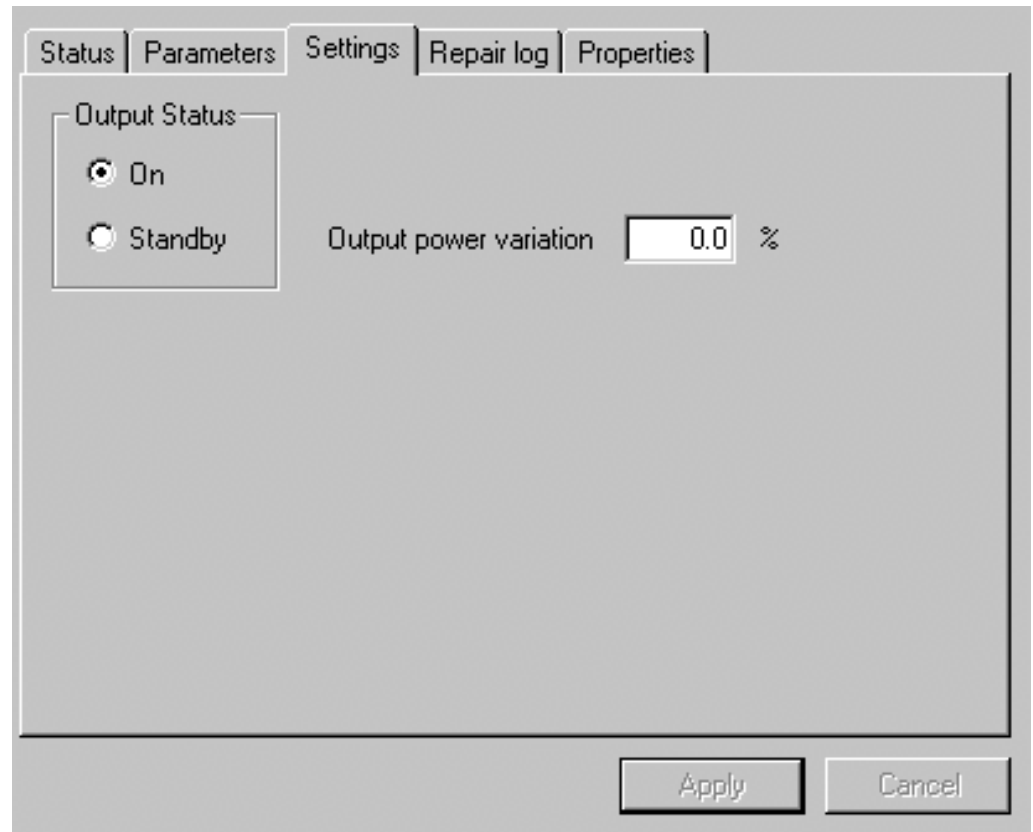 Status Parameters Settings Repair log Properties
Output Status
On
Standby Output power variation 0.0 %
Apply Cancel